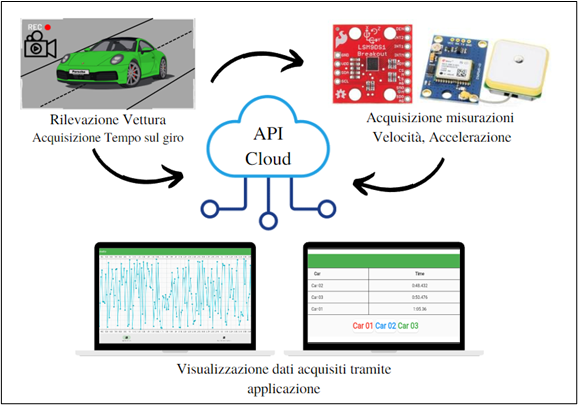 REC
Rilevazione Vettura
Acquisizione Tempo sul giro
LSM9DS1
Breakout
Acquisizione misurazioni
Velocità, Accelerazione
API
Cloud
Car Time
Car 02 0:48.432
Car 03 0:53.476
Car 01 1:05.36
Car 01 Car 02 Car 03
Visualizzazione dati acquisiti tramite
applicazione